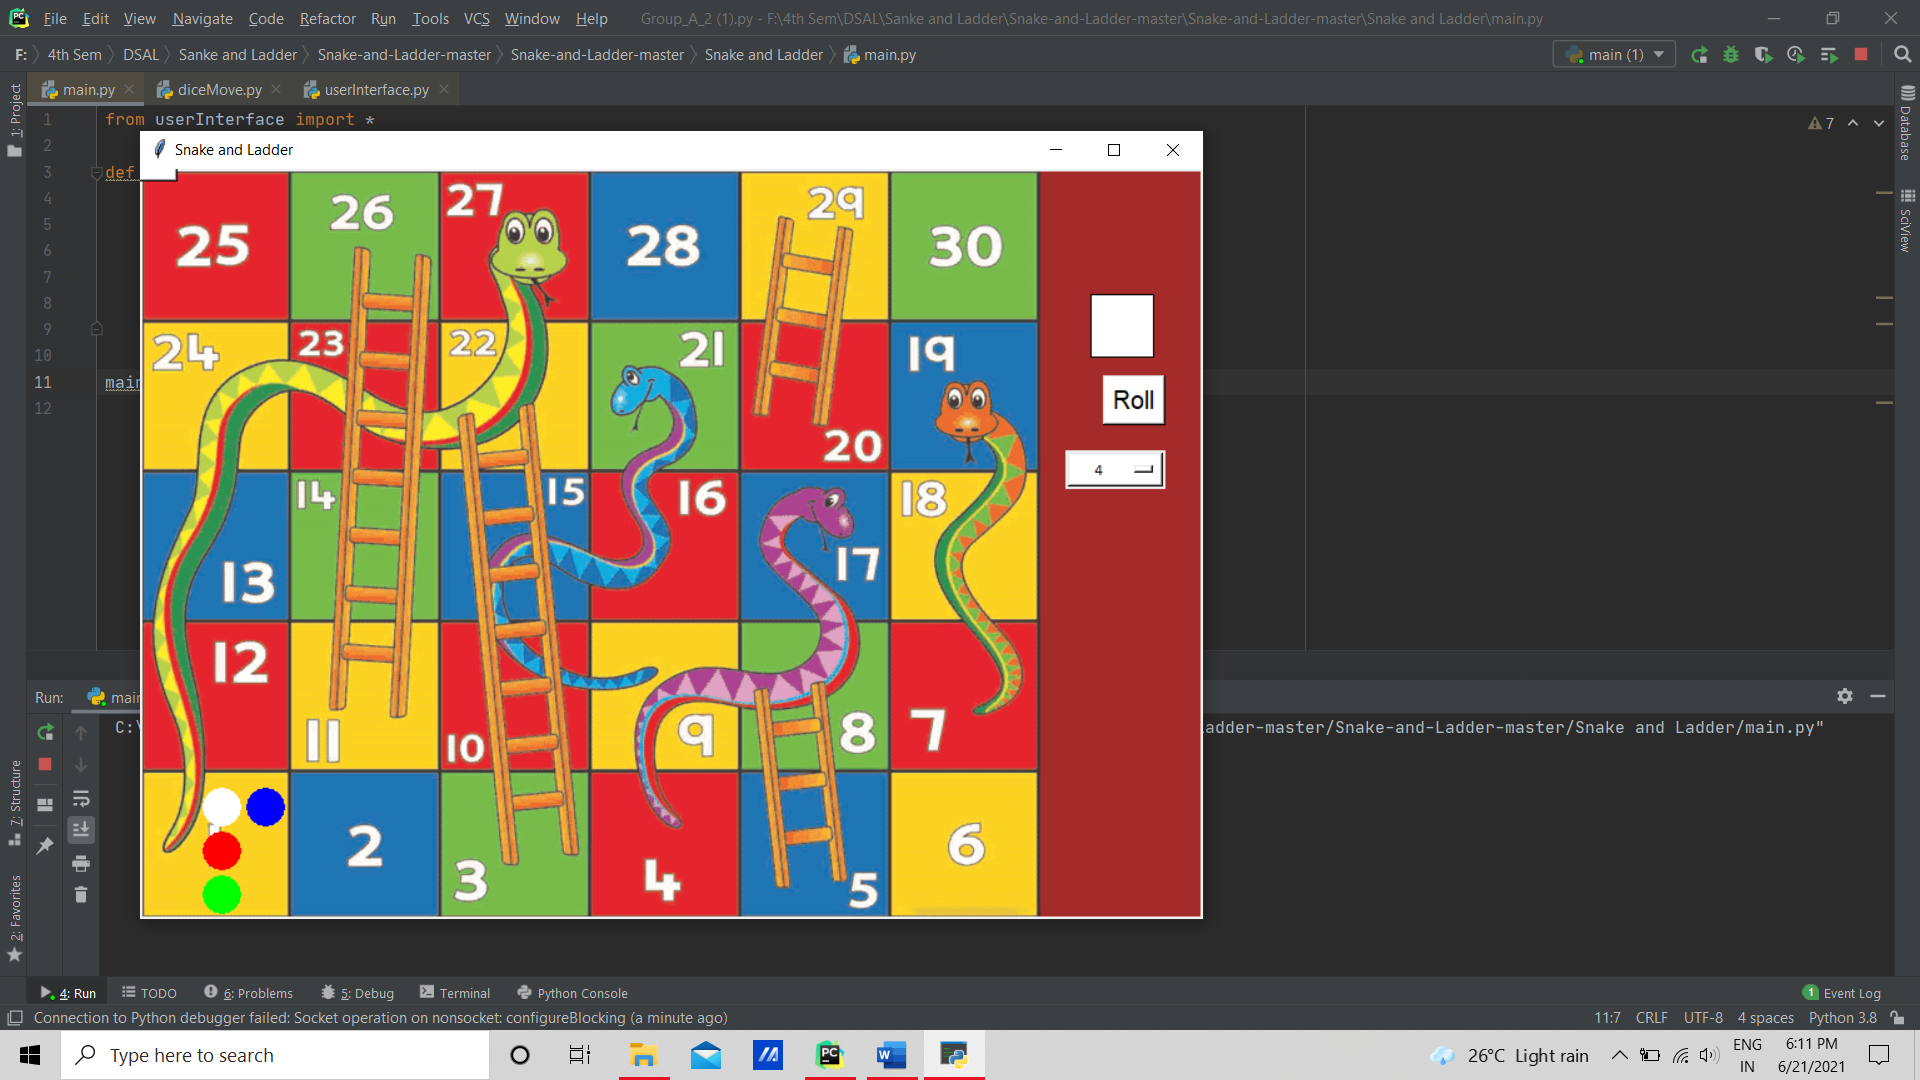 File Edit View Navigate Code Refactor Run Tools VCS Window Help Group_A_2 (1).py - F:\4th Sem\DSAL\Sanke and Ladder\Snake-and-Ladder-master\Snake-and-Ladder-master\Snake and Ladder\main.py
F: 4th Sem DSAL Sanke and Ladder Snake-and-Ladder-master Snake-and-Ladder-master Snake and Ladder main.py main (1)
main.py diceMove.py userInterface.py
1: Project
Database
SciView
1 from userInterface import *
7
2
3 def
4
5
6
7
8
9
10
11 main
12
Snake and Ladder
25 26 27 28 29 30
24 23 22 21 20 19
13 14 15 16 17 18
12 11 10 9 8 7
2 3 4 5 6
Roll
4
Run: main
C:\ Ladder-master/Snake-and-Ladder-master/Snake and Ladder/main.py"
7: Structure
2: Favorites
4: Run TODO 6: Problems 5: Debug Terminal Python Console 1 Event Log
Connection to Python debugger failed: Socket operation on nonsocket: configureBlocking (a minute ago) 11:7 CRLF UTF-8 4 spaces Python 3.8
Type here to search PC W 26°C Light rain ENG IN 6:11 PM 6/21/2021